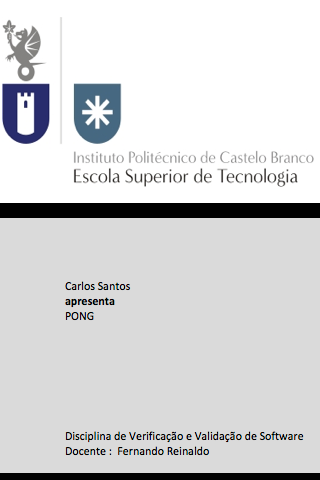 Instituto Politécnico de Castelo Branco
Escola Superior de Tecnologia
Carlos Santos
apresenta
PONG
Disciplina de Verificação e Validação de Software
Docente : Fernando Reinaldo